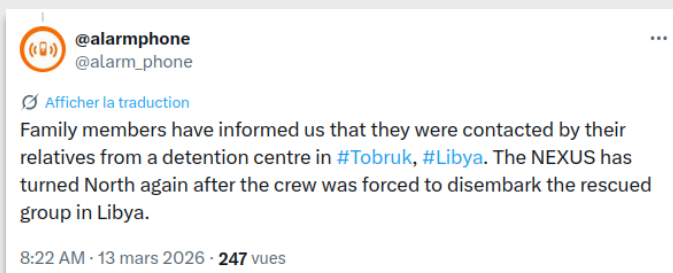 @alarmphone
@alarm_phone
Afficher la traduction
Family members have informed us that they were contacted by their
relatives from a detention centre in #Tobruk, #Libya. The NEXUS has
turned North again after the crew was forced to disembark the rescued
group in Libya.
8:22 AM · 13 mars 2026 · 247 vues